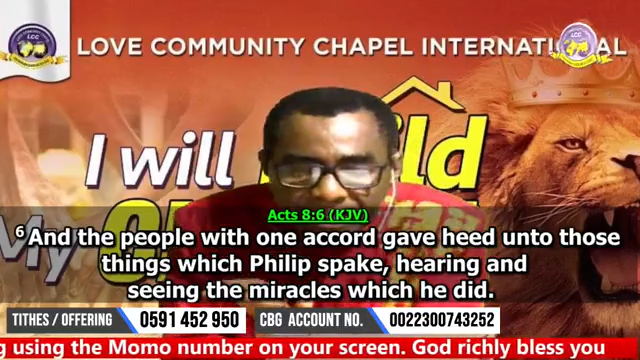 LCC
LOVE COMMUNITY CHAPEL INTERNATIONAL
LCC
I will build
My
Acts 8:6 (KJV)
6 And the people with one accord gave heed unto those
things which Philip spake, hearing and
seeing the miracles which he did.
TITHES / OFFERING 0591 452 950 CBG ACCOUNT NO. 0022300743252
g using the Momo number on your screen. God richly bless you